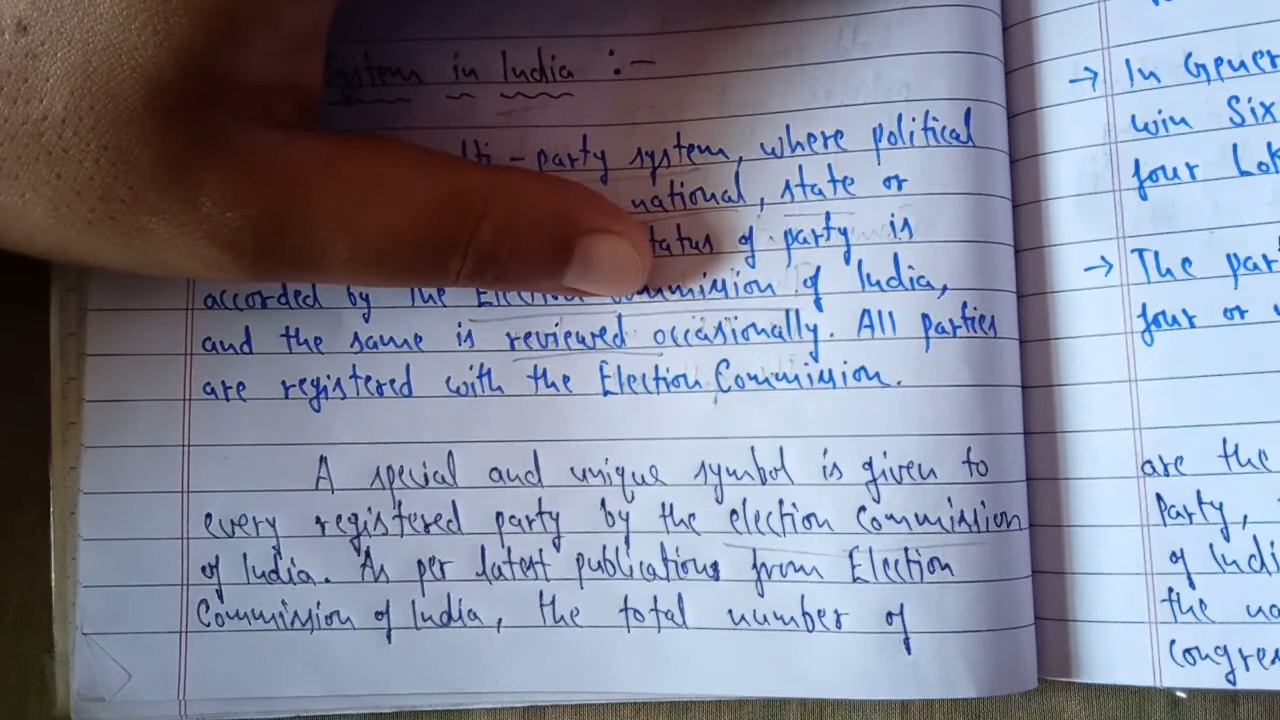 system in India :-
-party system, where political
national, state or
status of party is
accorded by the Election Commission of India,
and the same is reviewed occasionally. All parties
are registered with the Election Commission.
A special and unique symbol is given to
every registered party by the election Commission
of India. As per latest publications from Election
Commission of India, the total number of
→ In Gener
win Six
four Lok
→ The par
four or
are the
Party,
of Indi
the na
Congres